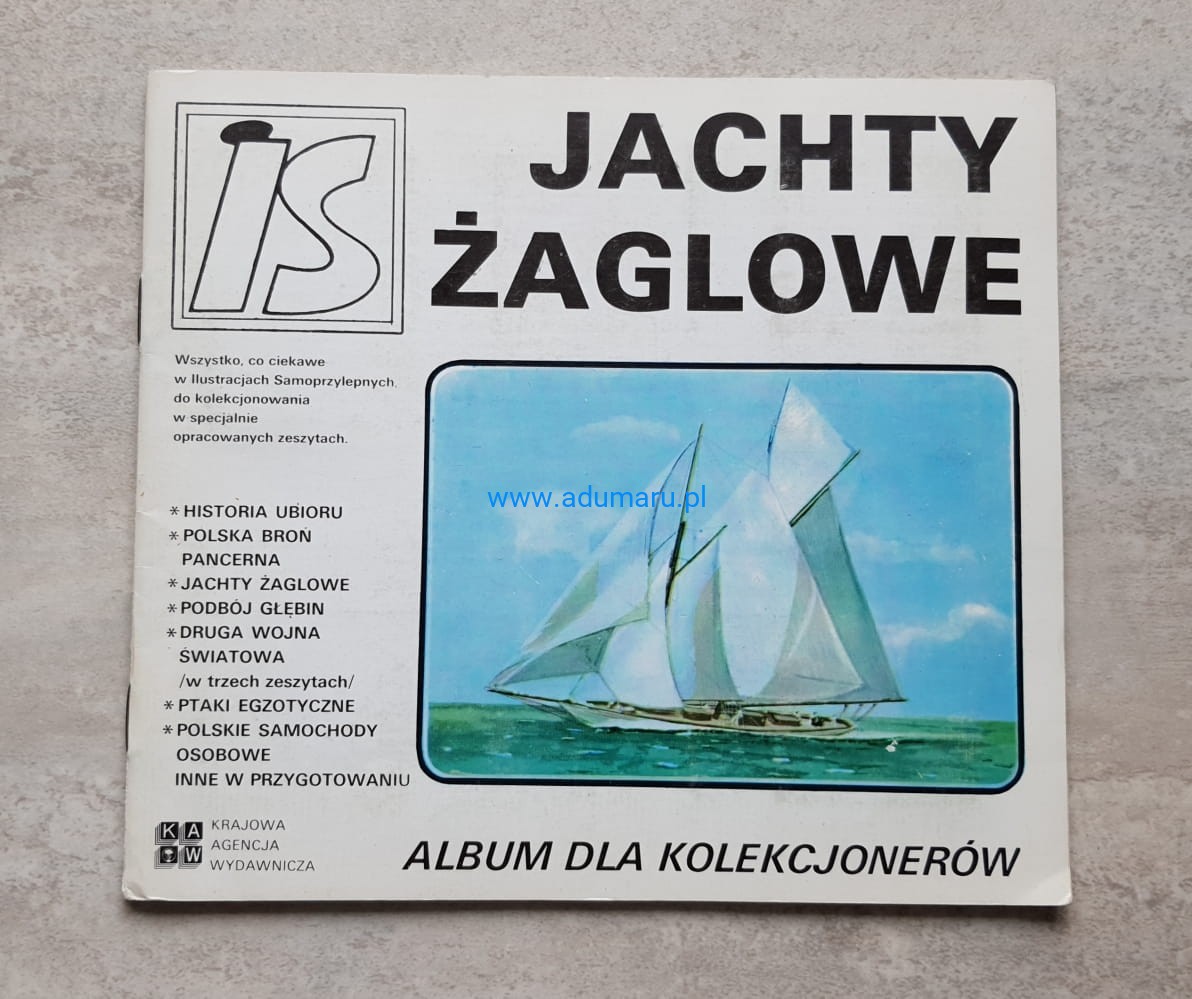 iS
JACHTY
ŻAGLOWE
Wszystko, co ciekawe
w Ilustracjach Samoprzylepnych,
do kolekcjonowania
w specjalnie
opracowanych zeszytach.
* HISTORIA UBIORU
* POLSKA BROŃ
PANCERNA
* JACHTY ŻAGLOWE
* PODBÓJ GŁĘBIN
* DRUGA WOJNA
ŚWIATOWA
/w trzech zeszytach/
* PTAKI EGZOTYCZNE
* POLSKIE SAMOCHODY
OSOBOWE
INNE W PRZYGOTOWANIU
www.adumaru.pl
KAW
KRAJOWA
AGENCJA
WYDAWNICZA
ALBUM DLA KOLEKCJONERÓW